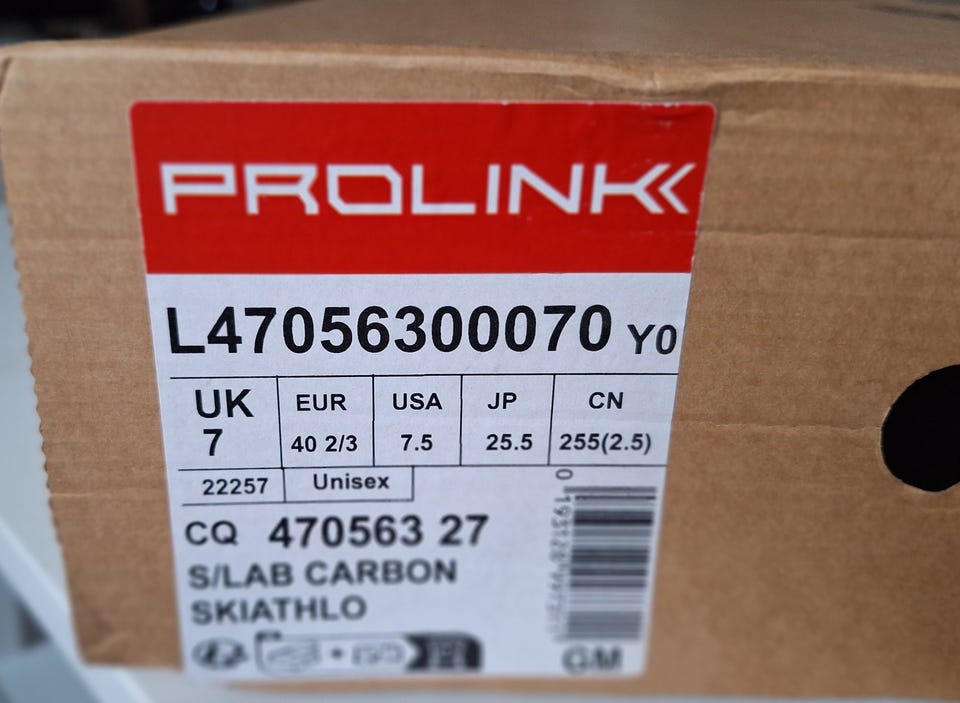 PROLINK
L47056300070 Y0
UK EUR USA JP CN
7 40 2/3 7.5 25.5 255(2.5)
22257 Unisex
CQ 470563 27
S/LAB CARBON
SKIATHLO
GM